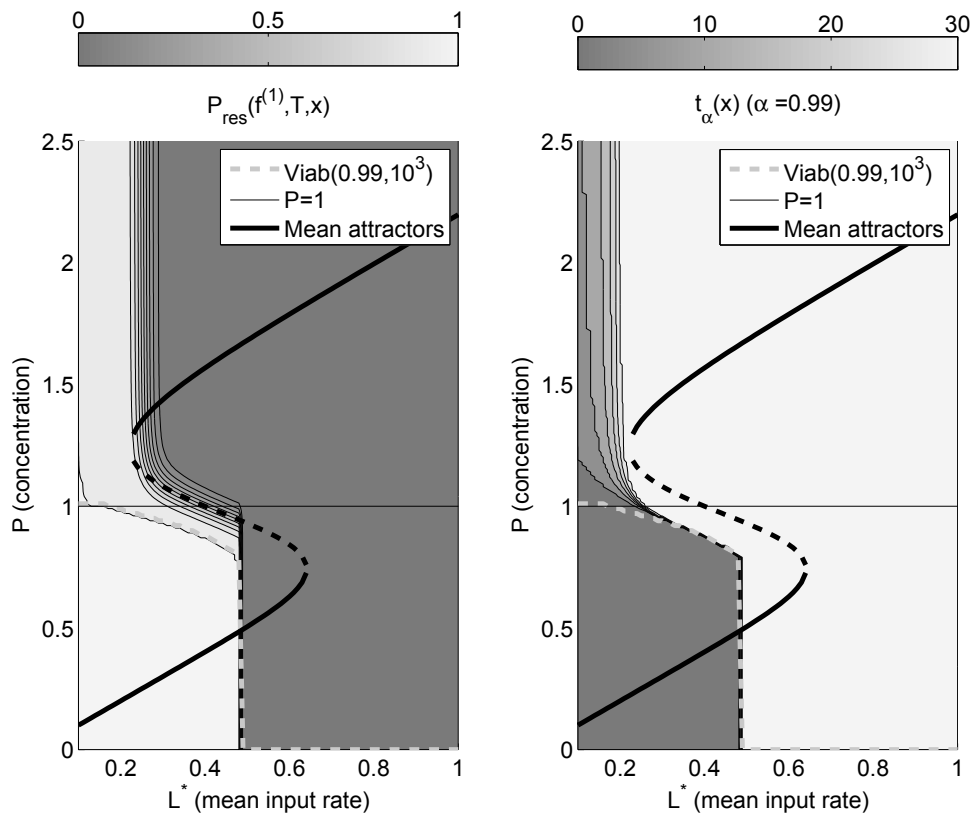 0 0.5 1
P_res(f^(1),T,x)
2.5
2
1.5
1
0.5
0
P (concentration)
Viab(0.99,10^3)
P=1
Mean attractors
0.2 0.4 0.6 0.8 1
L^* (mean input rate)
0 10 20 30
t_α(x) (α =0.99)
2.5
2
1.5
1
0.5
0
P (concentration)
Viab(0.99,10^3)
P=1
Mean attractors
0.2 0.4 0.6 0.8 1
L^* (mean input rate)